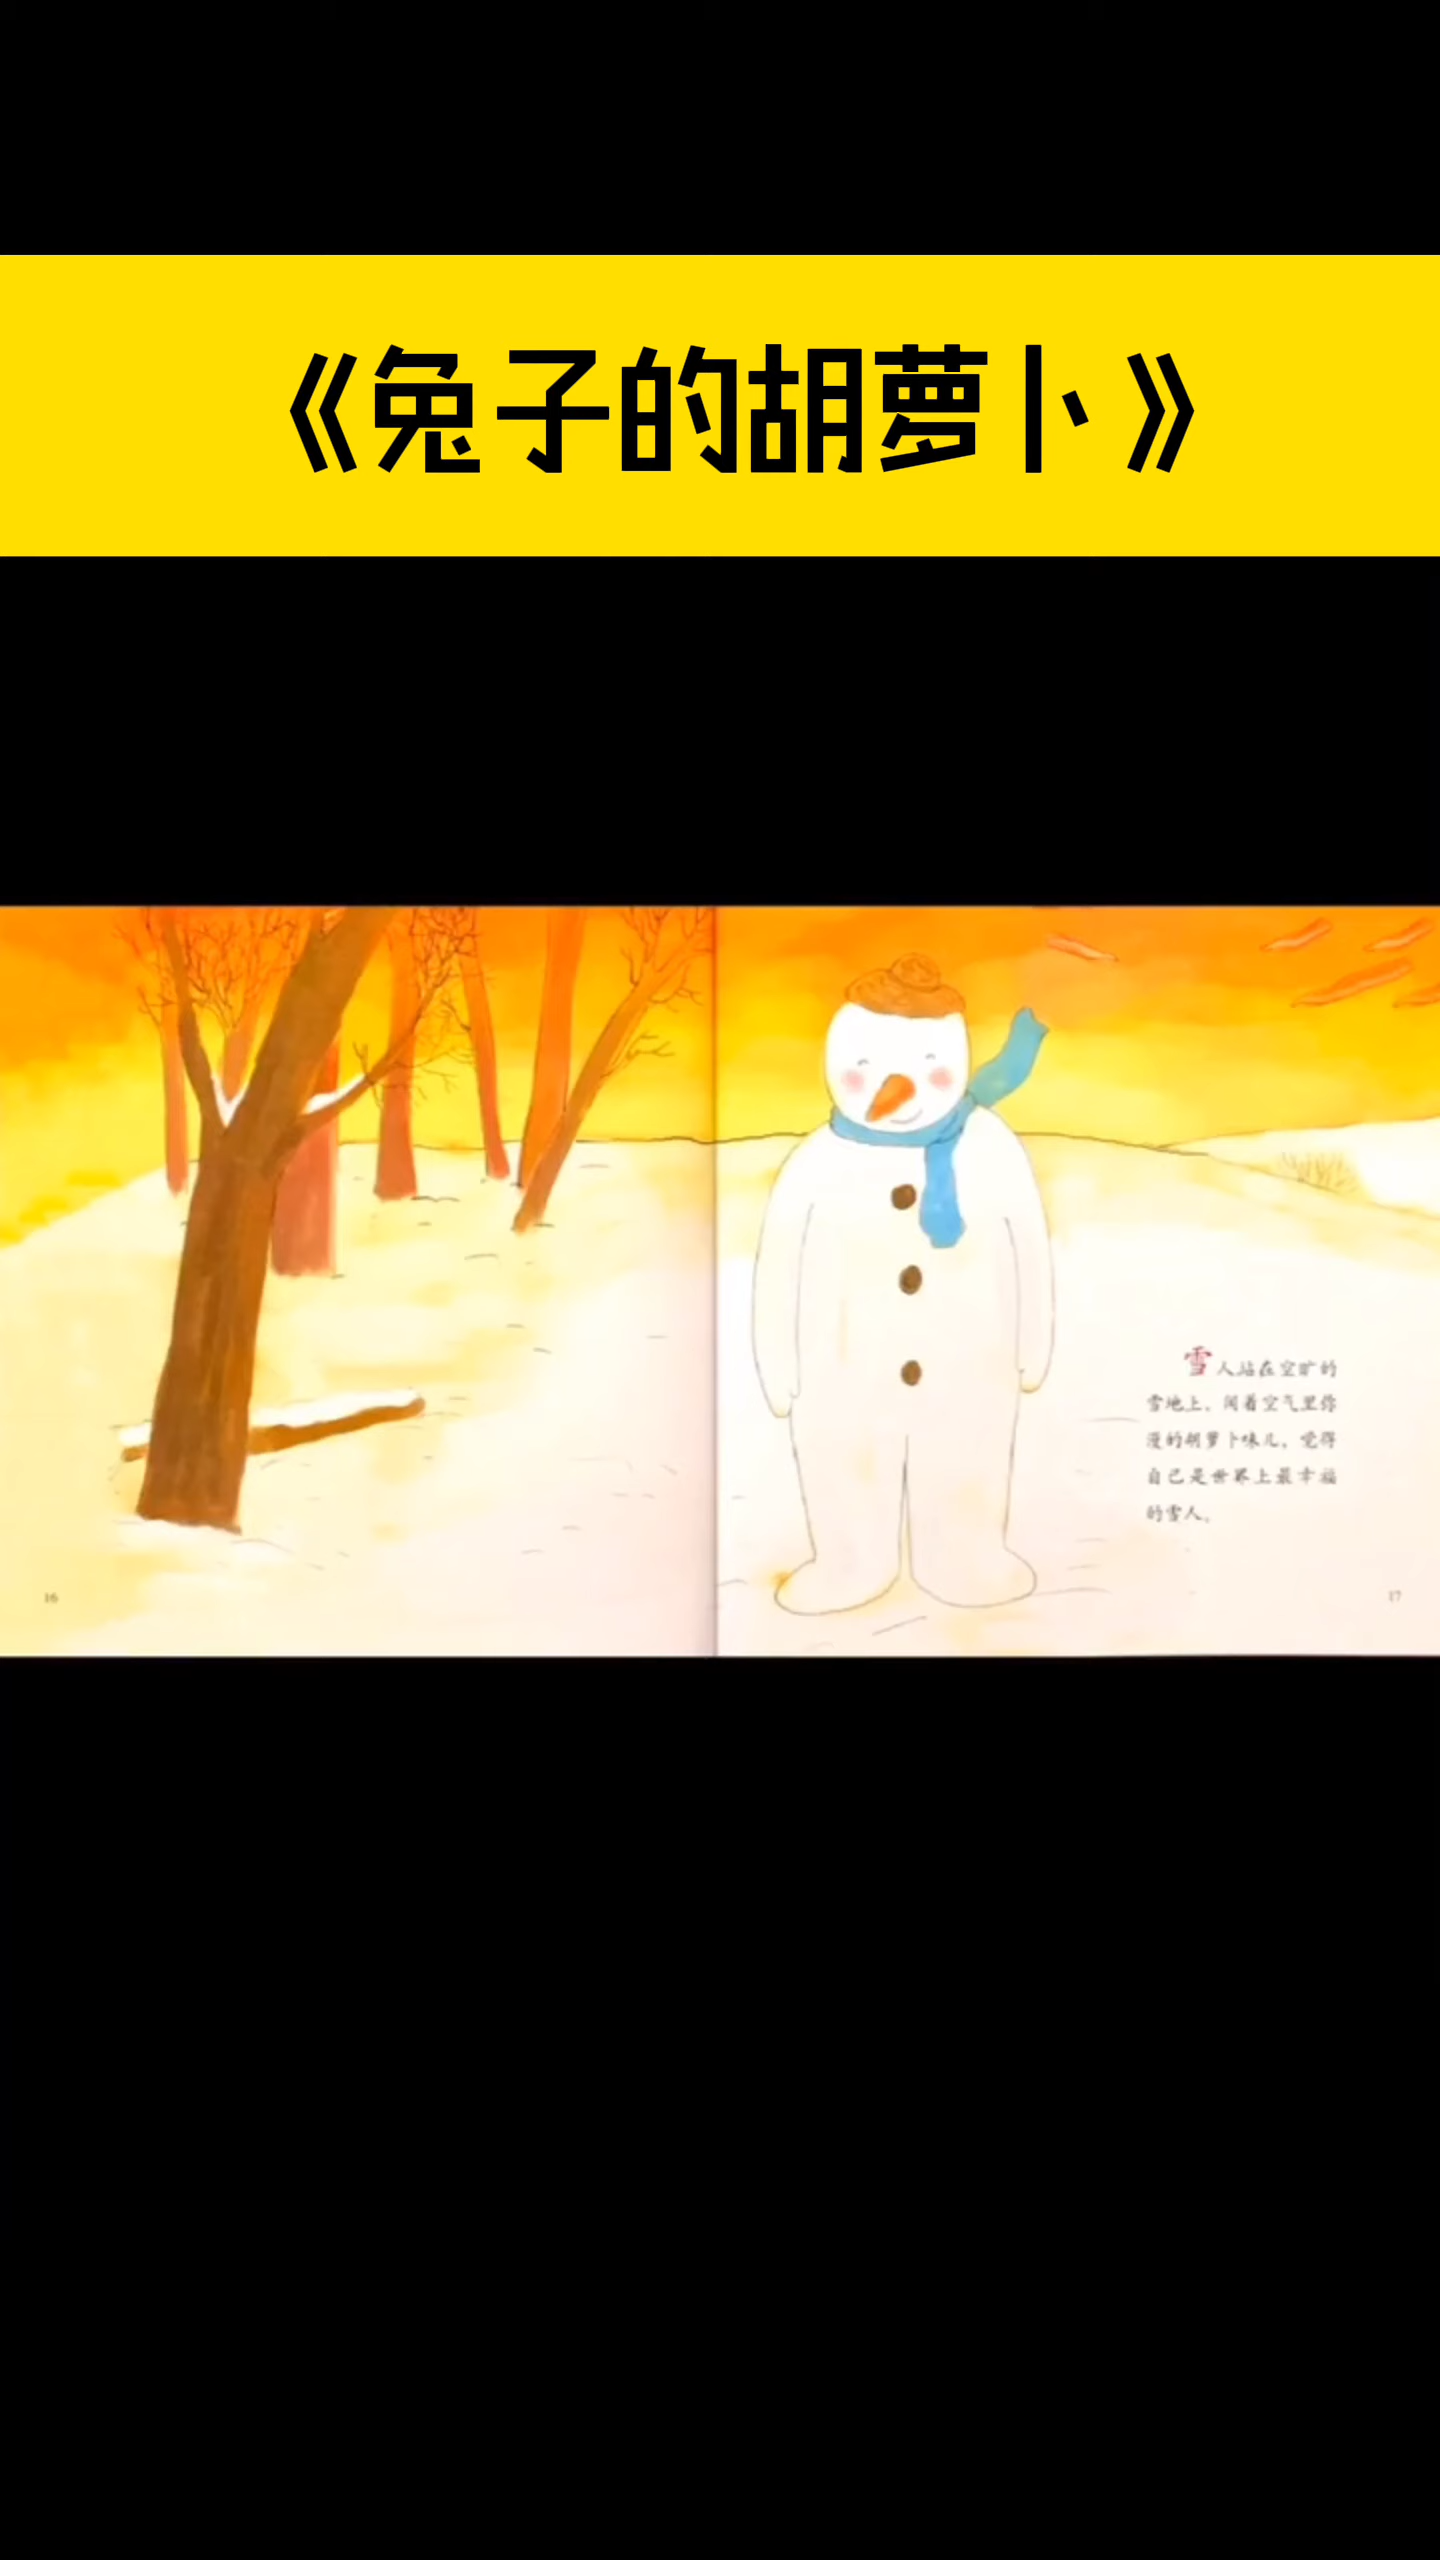 《兔子的胡萝卜》
雪人站在空旷的
雪地上，闻着空气里弥
漫的胡萝卜味儿，觉得
自己是世界上最幸福
的雪人。
16
17